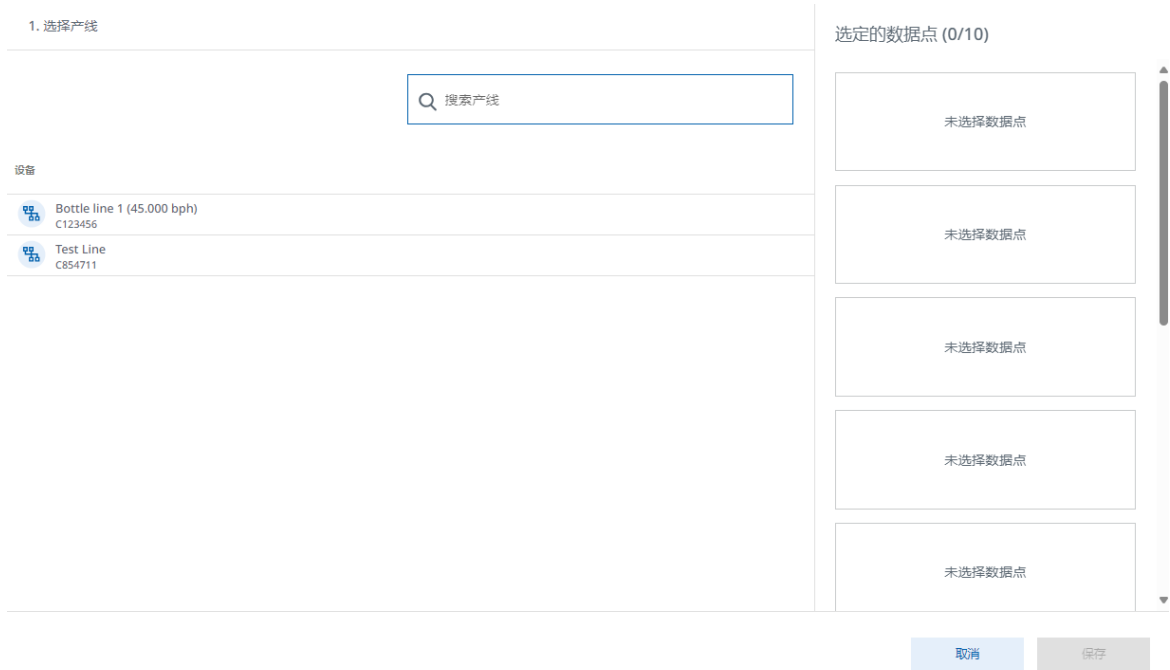 1. 选择产线
搜索产线
设备
Bottle line 1 (45.000 bph)
C123456
Test Line
C854711
选定的数据点 (0/10)
未选择数据点
未选择数据点
未选择数据点
未选择数据点
未选择数据点
取消
保存